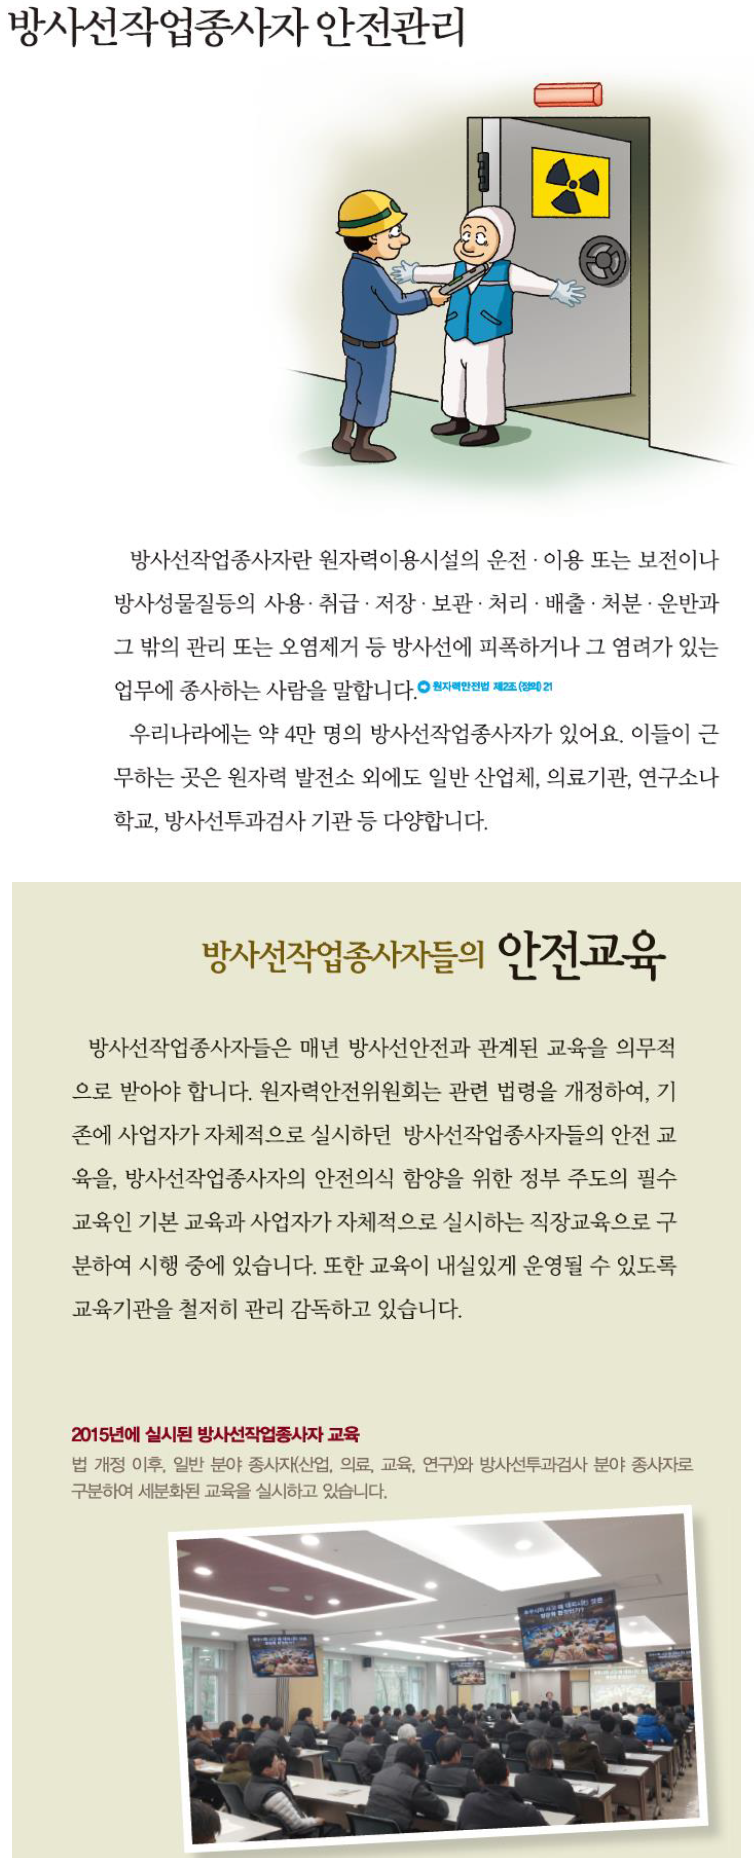 방사선작업종사자 안전관리
방사선작업종사자란 원자력이용시설의 운전 · 이용 또는 보전이나
방사성물질등의 사용 · 취급 · 저장 · 보관 · 처리 · 배출 · 처분 · 운반과
그 밖의 관리 또는 오염제거 등 방사선에 피폭하거나 그 염려가 있는
업무에 종사하는 사람을 말합니다. 원자력안전법 제2조 (정의) 21
우리나라에는 약 4만 명의 방사선작업종사자가 있어요. 이들이 근
무하는 곳은 원자력 발전소 외에도 일반 산업체, 의료기관, 연구소나
학교, 방사선투과검사 기관 등 다양합니다.
방사선작업종사자들의 안전교육
방사선작업종사자들은 매년 방사선안전과 관계된 교육을 의무적
으로 받아야 합니다. 원자력안전위원회는 관련 법령을 개정하여, 기
존에 사업자가 자체적으로 실시하던 방사선작업종사자들의 안전 교
육을, 방사선작업종사자의 안전의식 함양을 위한 정부 주도의 필수
교육인 기본 교육과 사업자가 자체적으로 실시하는 직장교육으로 구
분하여 시행 중에 있습니다. 또한 교육이 내실있게 운영될 수 있도록
교육기관을 철저히 관리 감독하고 있습니다.
2015년에 실시된 방사선작업종사자 교육
법 개정 이후, 일반 분야 종사자(산업, 의료, 교육, 연구)와 방사선투과검사 분야 종사자로
구분하여 세분화된 교육을 실시하고 있습니다.